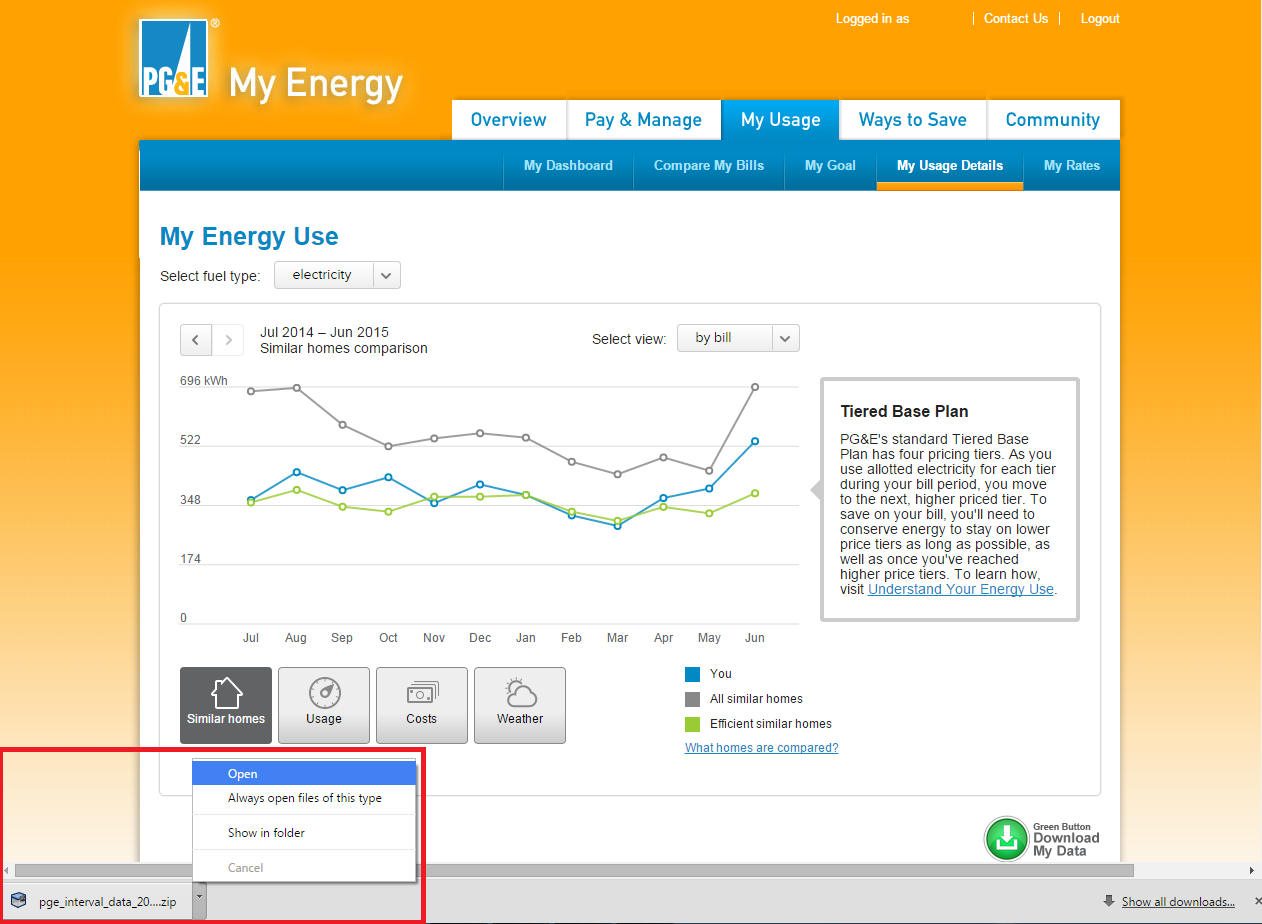 Logged in as
Contact Us
Logout
PG&E ®
My Energy
Overview
Pay & Manage
My Usage
Ways to Save
Community
My Dashboard
Compare My Bills
My Goal
My Usage Details
My Rates
My Energy Use
Select fuel type:
electricity
Jul 2014 – Jun 2015
Similar homes comparison
Select view:
by bill
696 kWh
522
348
174
0
Jul Aug Sep Oct Nov Dec Jan Feb Mar Apr May Jun
Tiered Base Plan
PG&E's standard Tiered Base
Plan has four pricing tiers. As you
use allotted electricity for each tier
during your bill period, you move
to the next, higher priced tier. To
save on your bill, you'll need to
conserve energy to stay on lower
price tiers as long as possible, as
well as once you've reached
higher price tiers. To learn how,
visit Understand Your Energy Use.
Similar homes
Usage
Costs
Weather
You
All similar homes
Efficient similar homes
What homes are compared?
Open
Always open files of this type
Show in folder
Cancel
Green Button
Download
My Data
pge_interval_data_20....zip
Show all downloads...